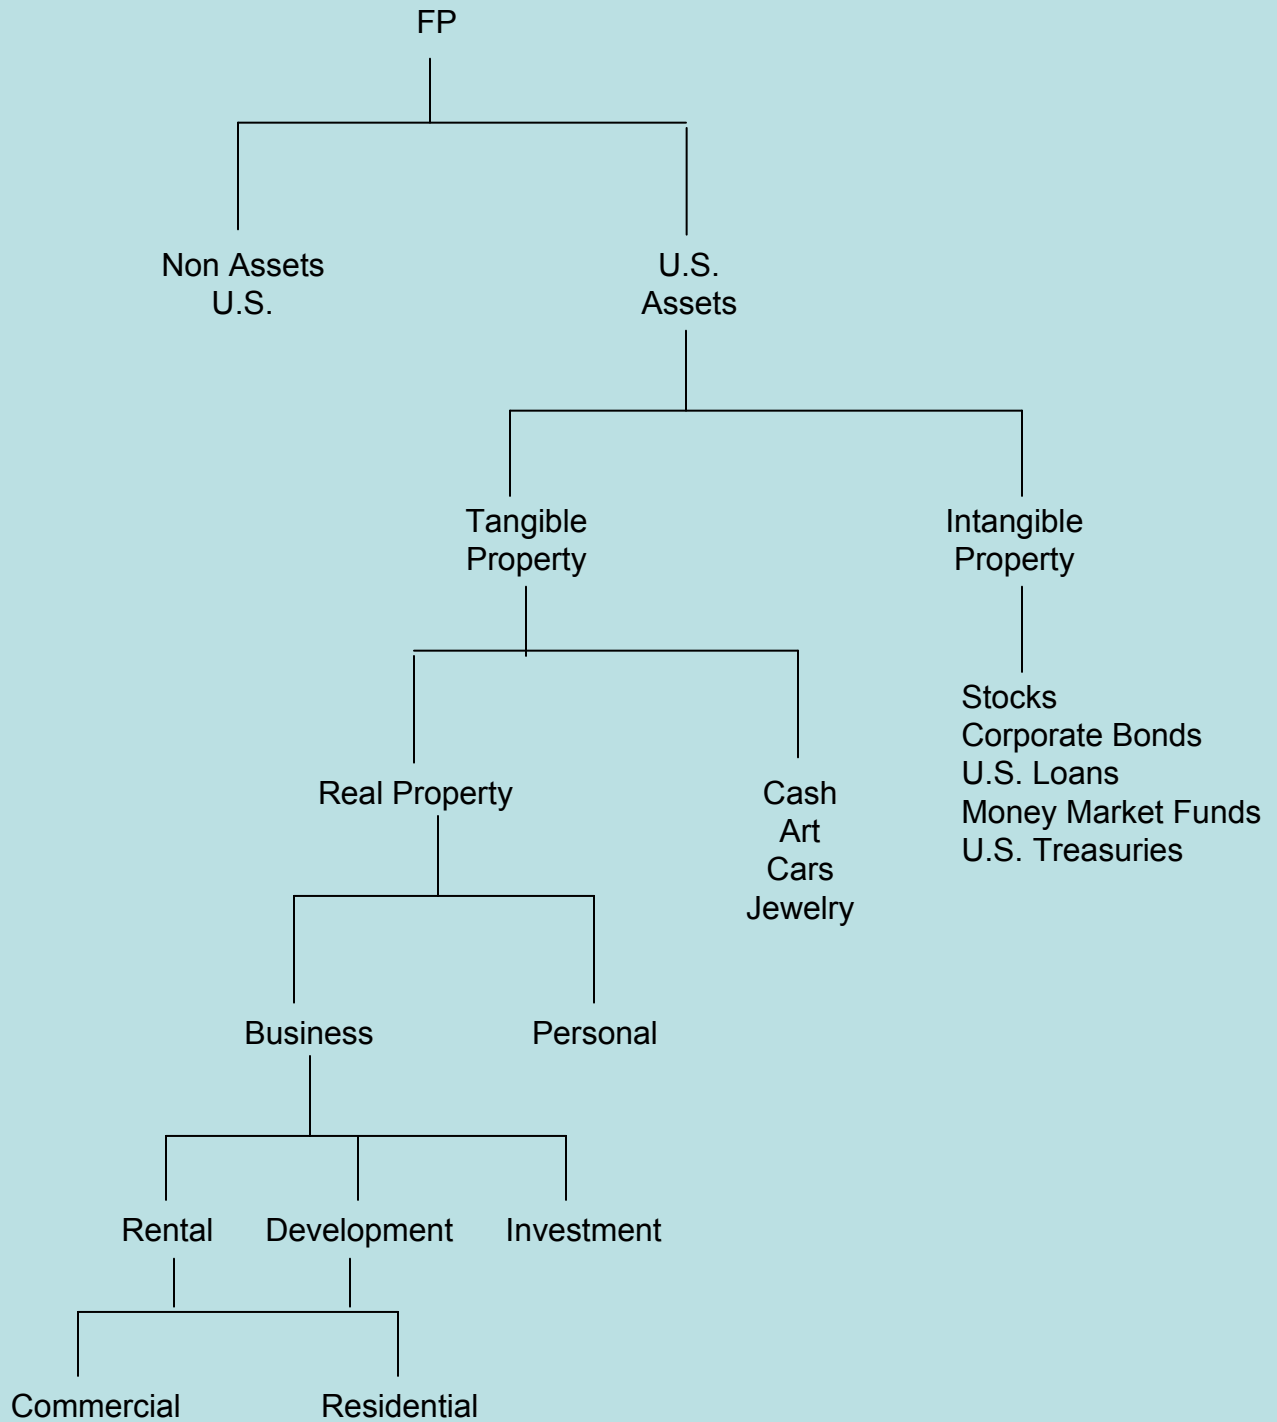 FP
Non Assets
U.S.
U.S.
Assets
Tangible
Property
Intangible
Property
Real Property
Cash
Art
Cars
Jewelry
Stocks
Corporate Bonds
U.S. Loans
Money Market Funds
U.S. Treasuries
Business
Personal
Rental
Development
Investment
Commercial
Residential